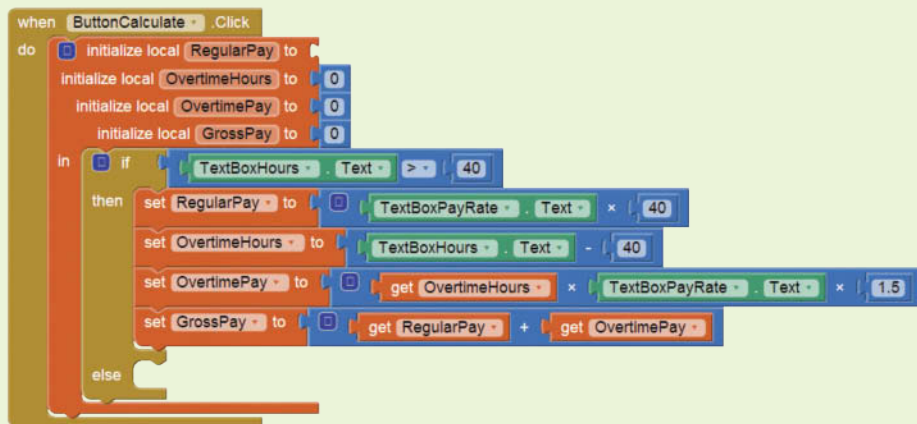 when ButtonCalculate .Click
do initialize local RegularPay to
initialize local OvertimeHours to 0
initialize local OvertimePay to 0
initialize local GrossPay to 0
in if TextBoxHours . Text > 40
then set RegularPay to TextBoxPayRate . Text × 40
set OvertimeHours to TextBoxHours . Text - 40
set OvertimePay to get OvertimeHours × TextBoxPayRate . Text × 1.5
set GrossPay to get RegularPay + get OvertimePay
else